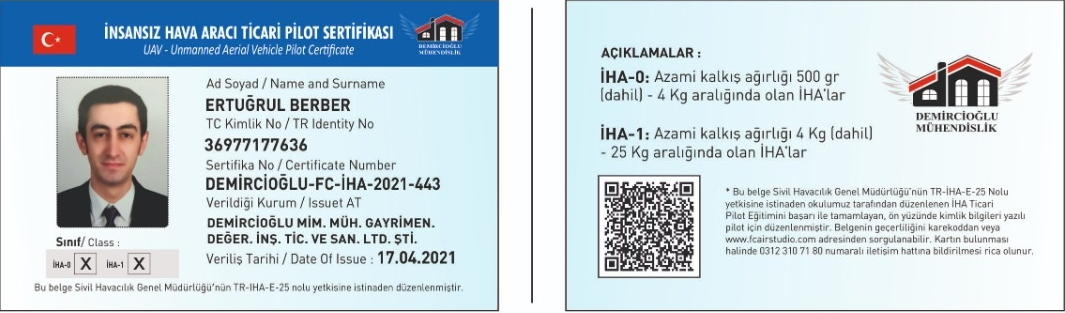 İNSANSIZ HAVA ARACI TİCARİ PİLOT SERTİFİKASI
UAV - Unmanned Aerial Vehicle Pilot Certificate
DEMİRCİOĞLU
MÜHENDİSLİK
Ad Soyad / Name and Surname
ERTUĞRUL BERBER
TC Kimlik No / TR Identity No
36977177636
Sertifika No / Certificate Number
DEMİRCİOĞLU-FC-İHA-2021-443
Verildiği Kurum / Issuet AT
DEMİRCİOĞLU MİM. MÜH. GAYRİMEN.
DEĞER. İNŞ. TİC. VE SAN. LTD. ŞTİ.
Veriliş Tarihi / Date Of Issue : 17.04.2021
Sınıf/ Class :
İHA-0 X İHA-1 X
Bu belge Sivil Havacılık Genel Müdürlüğü'nün TR-IHA-E-25 nolu yetkisine istinaden düzenlenmiştir.
AÇIKLAMALAR :
İHA-0: Azami kalkış ağırlığı 500 gr
(dahil) - 4 Kg aralığında olan İHA'lar
İHA-1: Azami kalkış ağırlığı 4 Kg (dahil)
- 25 Kg aralığında olan İHA'lar
DEMİRCİOĞLU
MÜHENDİSLİK
* Bu belge Sivil Havacılık Genel Müdürlüğü'nün TR-İHA-E-25 Nolu
yetkisine istinaden okulumuz tarafından düzenlenen İHA Ticari
Pilot Eğitimini başarı ile tamamlayan, ön yüzünde kimlik bilgileri yazılı
pilot için düzenlenmiştir. Belgenin geçerliliğini karekoddan veya
www.fcairstudio.com adresinden sorgulanabilir. Kartın bulunması
halinde 0312 310 71 80 numaralı iletişim hattına bildirilmesi rica olunur.